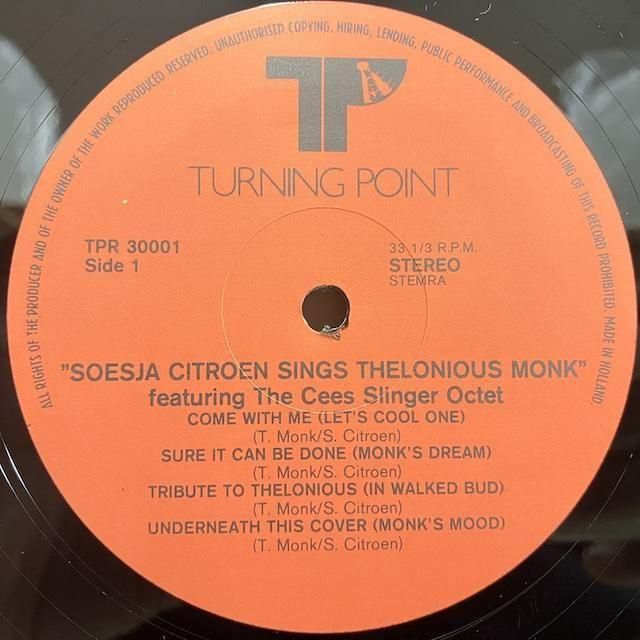 ALL RIGHTS OF THE PRODUCER AND OF THE OWNER OF THE WORK REPRODUCED RESERVED. UNAUTHORISED COPYING, HIRING, LENDING, PUBLIC PERFORMANCE AND BROADCASTING OF THIS RECORD PROHIBITED. MADE IN HOLLAND.
TP
TURNING POINT
TPR 30001
Side 1
33 1/3 R.P.M.
STEREO
STEMRA
"SOESJA CITROEN SINGS THELONIOUS MONK"
featuring The Cees Slinger Octet
COME WITH ME (LET'S COOL ONE)
(T. Monk/S. Citroen)
SURE IT CAN BE DONE (MONK'S DREAM)
(T. Monk/S. Citroen)
TRIBUTE TO THELONIOUS (IN WALKED BUD)
(T. Monk/S. Citroen)
UNDERNEATH THIS COVER (MONK'S MOOD)
(T. Monk/S. Citroen)